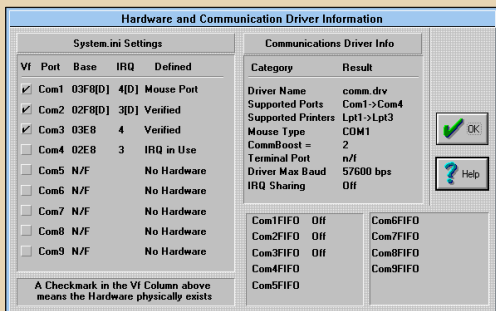 Hardware and Communication Driver Information
System.ini Settings
Vf Port Base IRQ Defined
Com1 03F8[D] 4[D] Mouse Port
Com2 02F8[D] 3[D] Verified
Com3 03E8 4 Verified
Com4 02E8 3 IRQ in Use
Com5 N/F No Hardware
Com6 N/F No Hardware
Com7 N/F No Hardware
Com8 N/F No Hardware
Com9 N/F No Hardware
A Checkmark in the Vf Column above
means the Hardware physically exists
Communications Driver Info
Category Result
Driver Name comm.drv
Supported Ports Com1->Com4
Supported Printers Lpt1->Lpt3
Mouse Type COM1
CommBoost = 2
Terminal Port n/f
Driver Max Baud 57600 bps
IRQ Sharing Off
Com1FIFO Off
Com2FIFO Off
Com3FIFO Off
Com4FIFO
Com5FIFO
Com6FIFO
Com7FIFO
Com8FIFO
Com9FIFO
OK
Help